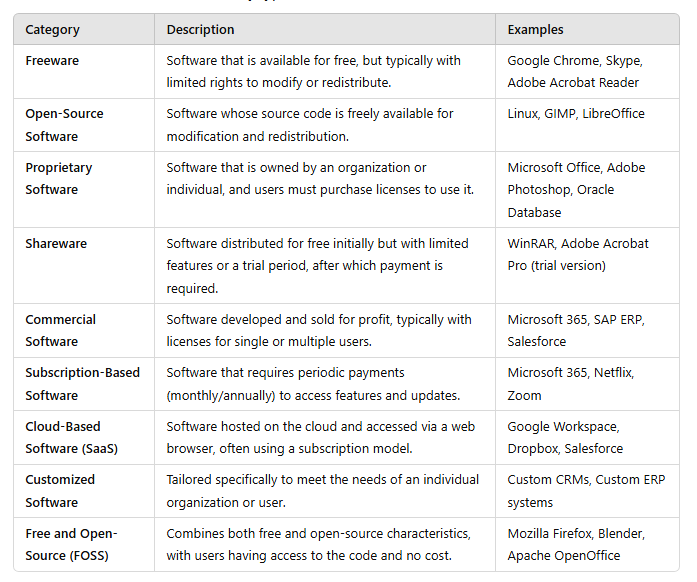 Category Description Examples
Freeware Software that is available for free, but typically with Google Chrome, Skype,
limited rights to modify or redistribute. Adobe Acrobat Reader
Open-Source Software whose source code is freely available for Linux, GIMP, LibreOffice
Software modification and redistribution.
Proprietary Software that is owned by an organization or Microsoft Office, Adobe
Software individual, and users must purchase licenses to use it. Photoshop, Oracle
Database
Shareware Software distributed for free initially but with limited WinRAR, Adobe Acrobat
features or a trial period, after which payment is Pro (trial version)
required.
Commercial Software developed and sold for profit, typically with Microsoft 365, SAP ERP,
Software licenses for single or multiple users. Salesforce
Subscription-Based Software that requires periodic payments Microsoft 365, Netflix,
Software (monthly/annually) to access features and updates. Zoom
Cloud-Based Software hosted on the cloud and accessed via a web Google Workspace,
Software (SaaS) browser, often using a subscription model. Dropbox, Salesforce
Customized Tailored specifically to meet the needs of an individual Custom CRMs, Custom ERP
Software organization or user. systems
Free and Open- Combines both free and open-source characteristics, Mozilla Firefox, Blender,
Source (FOSS) with users having access to the code and no cost. Apache OpenOffice